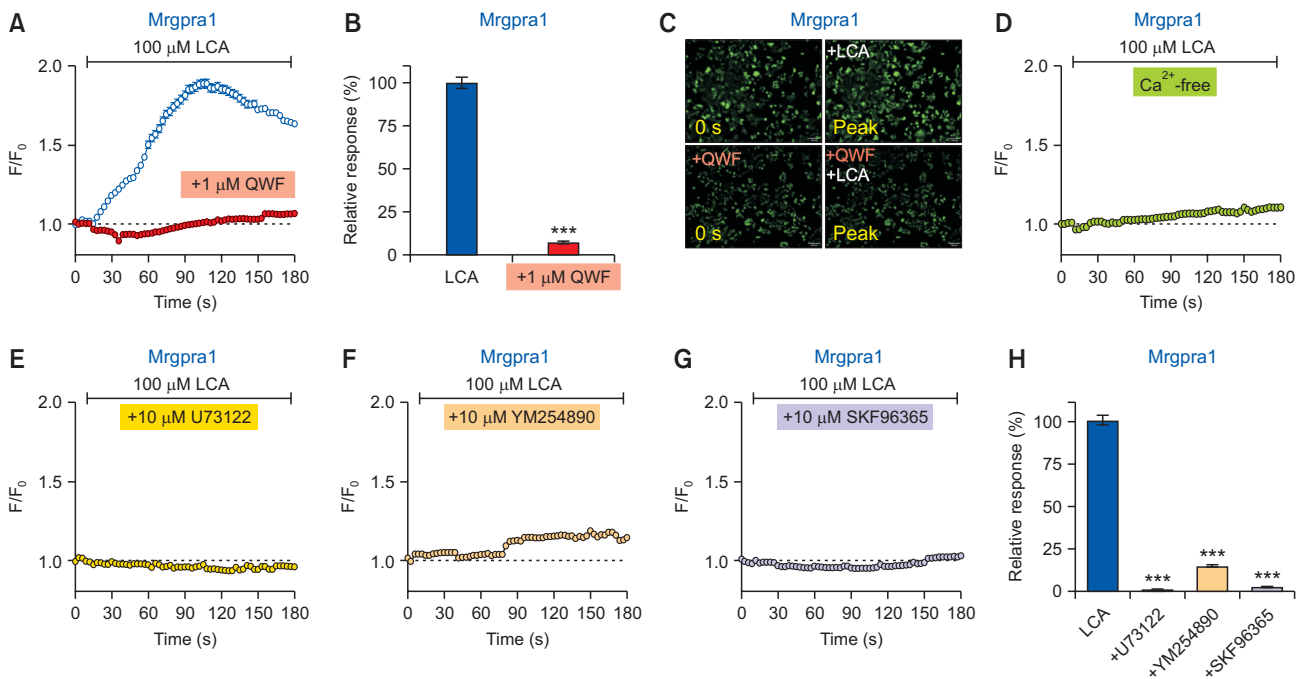 A
Mrgpra1
100 μM LCA
2.0
1.5
1.0
F/F0
+1 μM QWF
0 30 60 90 120 150 180
Time (s)
B
Mrgpra1
100
75
50
25
0
Relative response (%)
***
LCA
+1 μM QWF
C
Mrgpra1
0 s
+LCA
Peak
+QWF
0 s
+QWF
+LCA
Peak
D
Mrgpra1
100 μM LCA
Ca2+-free
2.0
1.5
1.0
F/F0
0 30 60 90 120 150 180
Time (s)
E
Mrgpra1
100 μM LCA
+10 μM U73122
2.0
1.5
1.0
F/F0
0 30 60 90 120 150 180
Time (s)
F
Mrgpra1
100 μM LCA
+10 μM YM254890
2.0
1.5
1.0
F/F0
0 30 60 90 120 150 180
Time (s)
G
Mrgpra1
100 μM LCA
+10 μM SKF96365
2.0
1.5
1.0
F/F0
0 30 60 90 120 150 180
Time (s)
H
Mrgpra1
100
75
50
25
0
Relative response (%)
*** *** ***
LCA
+U73122
+YM254890
+SKF96365